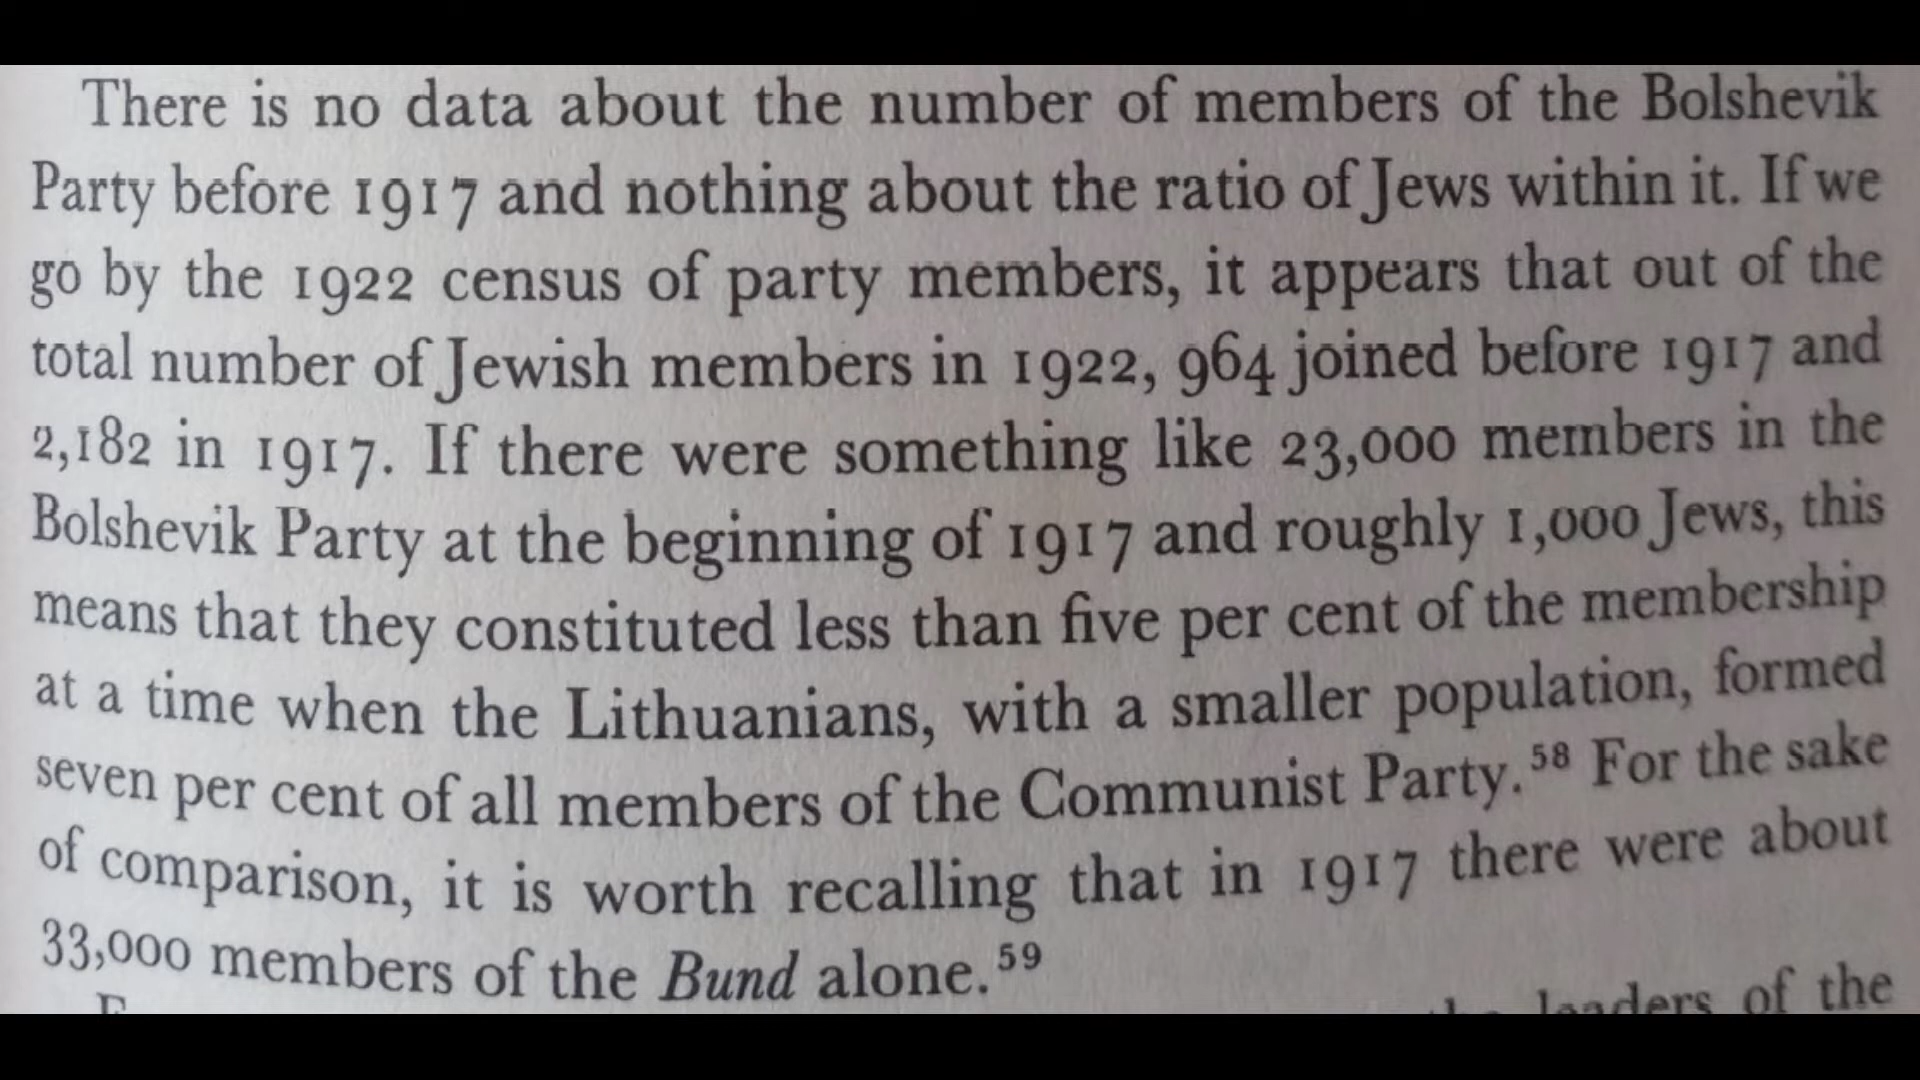 There is no data about the number of members of the Bolshevik
Party before 1917 and nothing about the ratio of Jews within it. If we
go by the 1922 census of party members, it appears that out of the
total number of Jewish members in 1922, 964 joined before 1917 and
2,182 in 1917. If there were something like 23,000 members in the
Bolshevik Party at the beginning of 1917 and roughly 1,000 Jews, this
means that they constituted less than five per cent of the membership
at a time when the Lithuanians, with a smaller population, formed
seven per cent of all members of the Communist Party.58 For the sake
of comparison, it is worth recalling that in 1917 there were about
33,000 members of the Bund alone.59
leaders of the